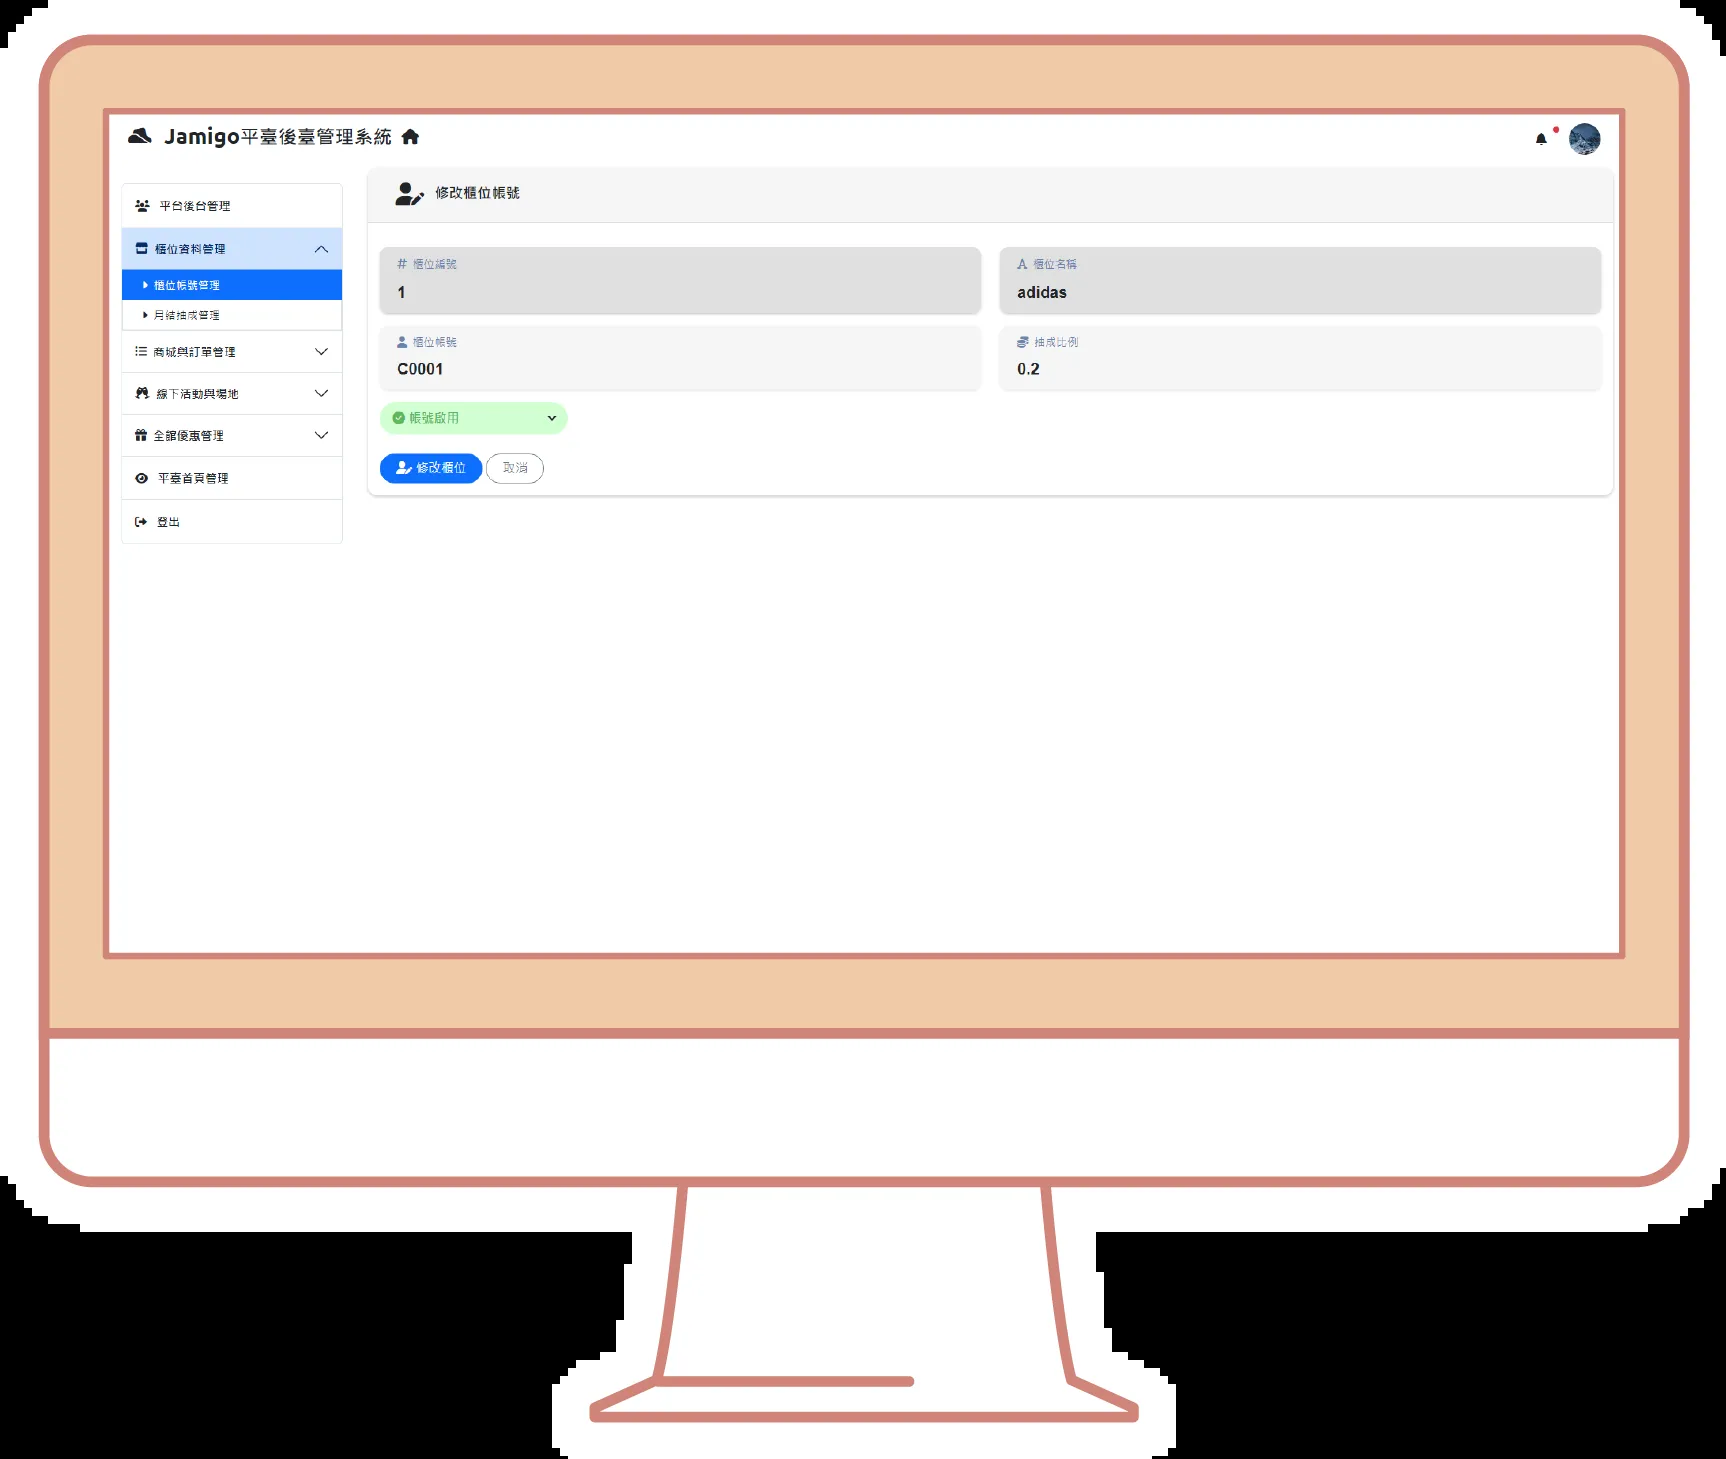 Jamigo平臺後臺管理系統
平台後台管理
櫃位資料管理
櫃位帳號管理
月結抽成管理
商城與訂單管理
線下活動與場地
全館優惠管理
平臺首頁管理
登出
修改櫃位帳號
櫃位編號
1
櫃位名稱
adidas
櫃位帳號
C0001
抽成比例
0.2
帳號啟用
修改櫃位
取消